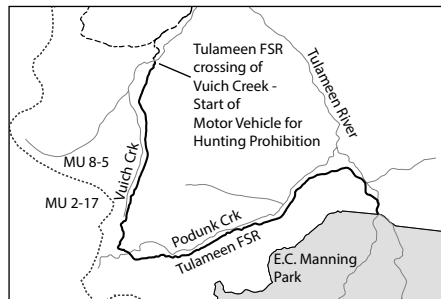 Tulameen FSR
crossing of
Vuich Creek -
Start of
Motor Vehicle for
Hunting Prohibition
Tulameen River
MU 8-5
Vuich Crk
MU 2-17
Podunk Crk
Tulameen FSR
E.C. Manning
Park